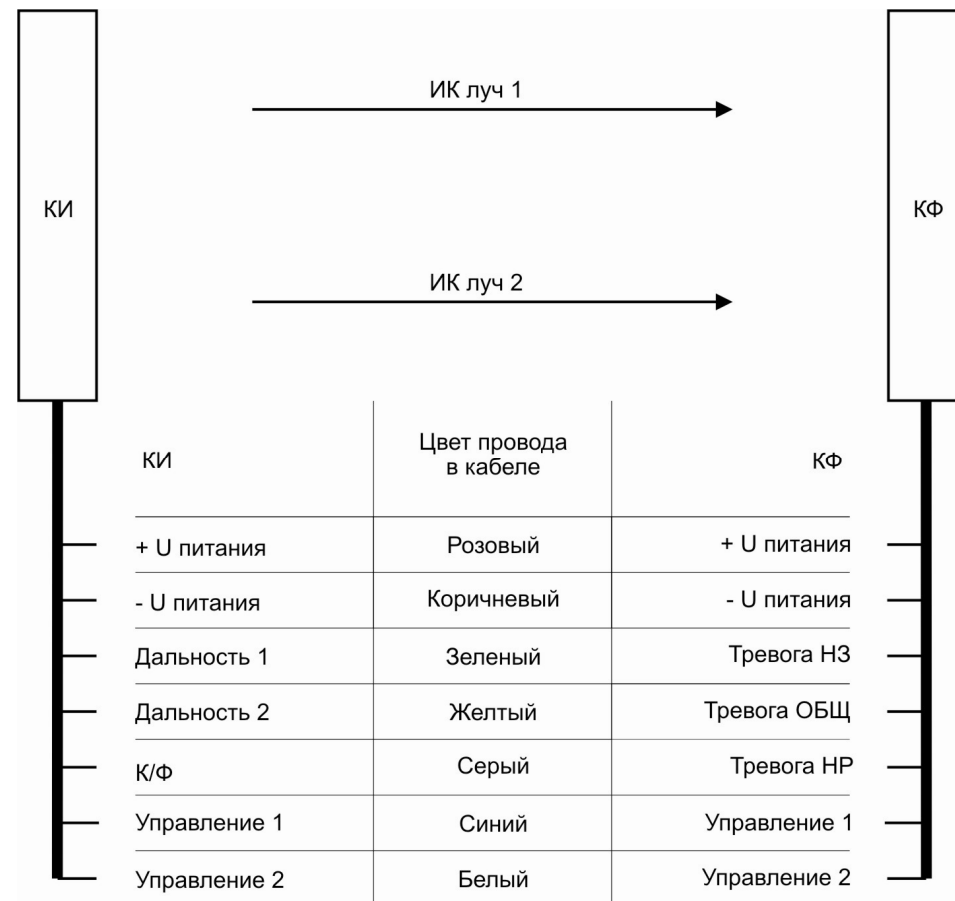 ИК луч 1
КИ
КФ
ИК луч 2
КИ
Цвет провода
в кабеле
КФ
+ U питания Розовый + U питания
- U питания Коричневый - U питания
Дальность 1 Зеленый Тревога НЗ
Дальность 2 Желтый Тревога ОБЩ
К/Ф Серый Тревога НР
Управление 1 Синий Управление 1
Управление 2 Белый Управление 2